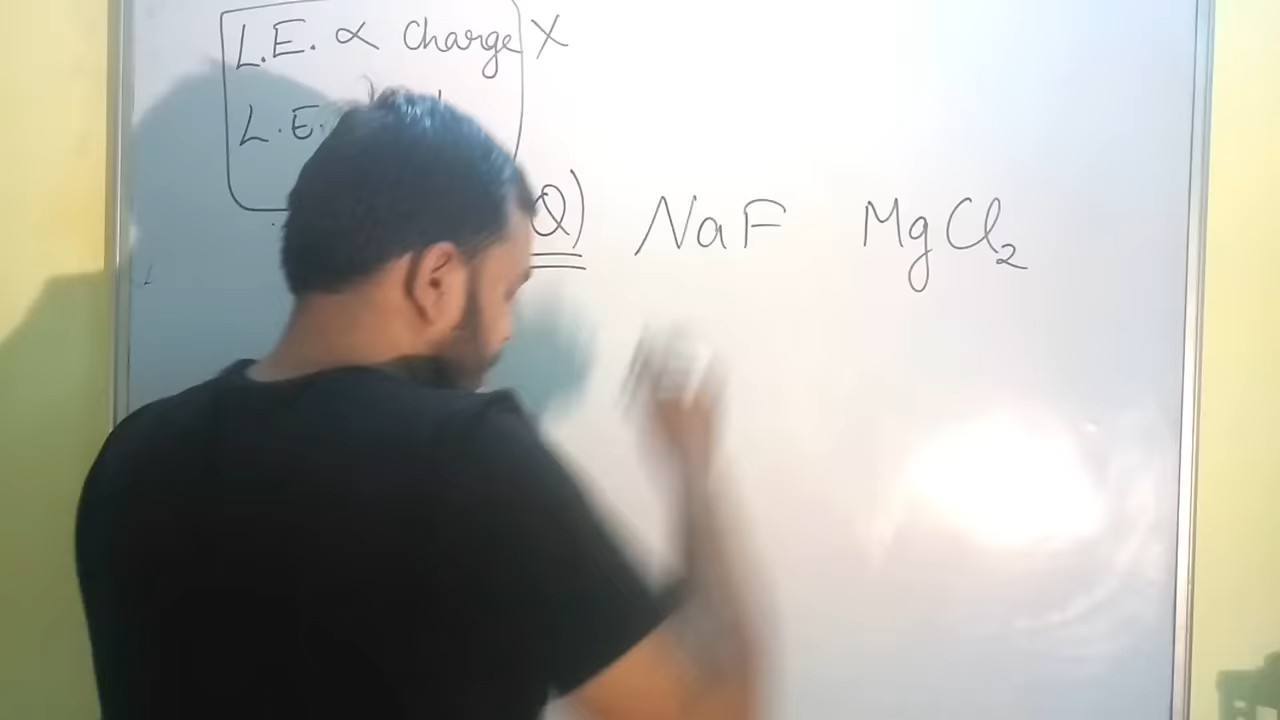 L.E. ∝ Charge X
L.E.
Q) NaF MgCl₂